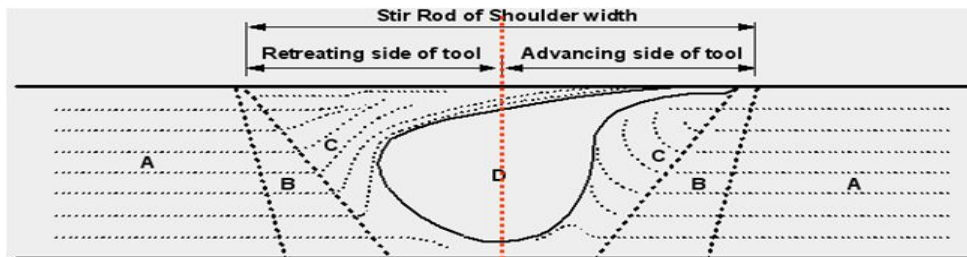 Stir Rod of Shoulder width
Retreating side of tool Advancing side of tool
C C
A B D B A